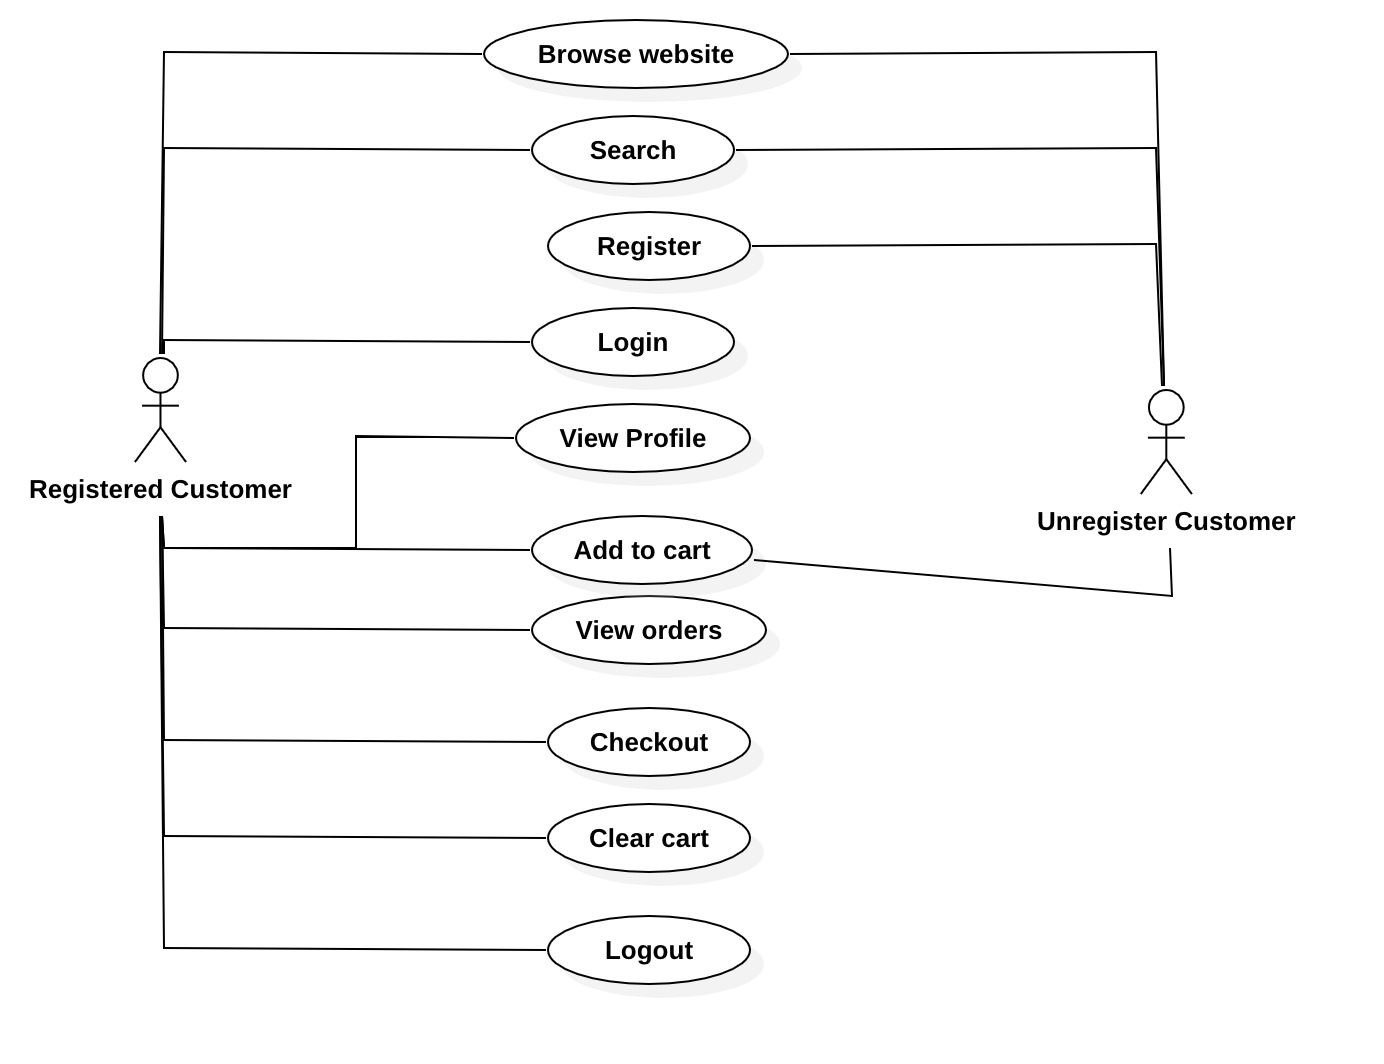 Browse website
Search
Register
Login
View Profile
Registered Customer
Unregister Customer
Add to cart
View orders
Checkout
Clear cart
Logout